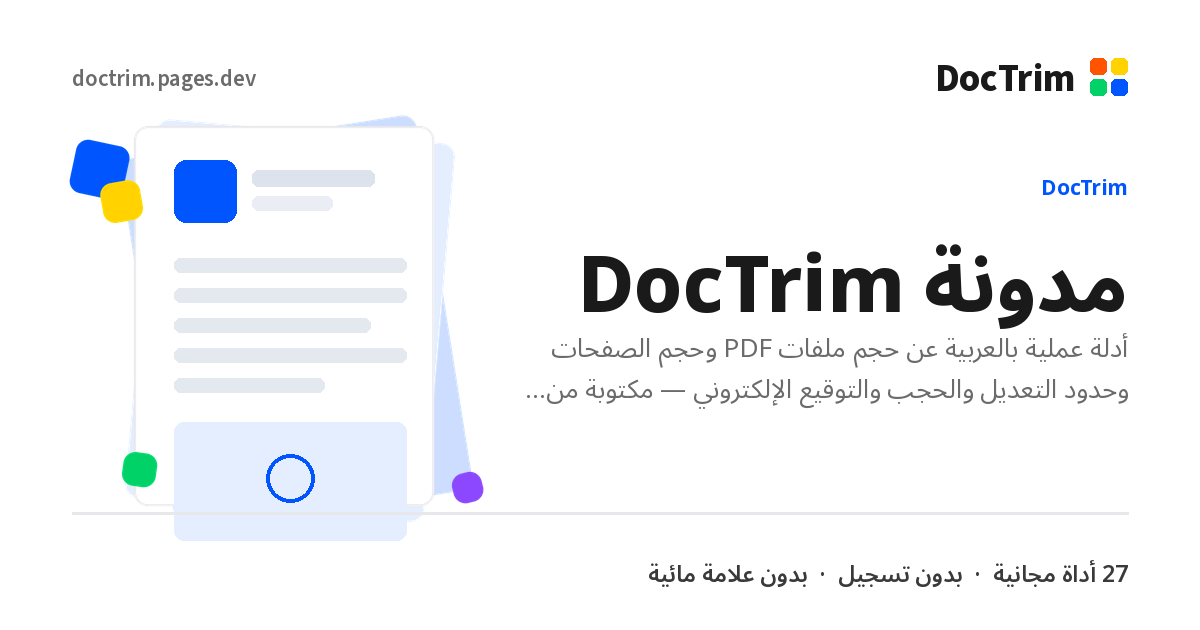 DocTrim
doctrim.pages.dev
DocTrim
مدونة DocTrim
أدلة عملية بالعربية عن حجم ملفات PDF وحجم الصفحات
وحدود التعديل والحجب والتوقيع الإلكتروني — مكتوبة من...
27 أداة مجانية · بدون تسجيل · بدون علامة مائية